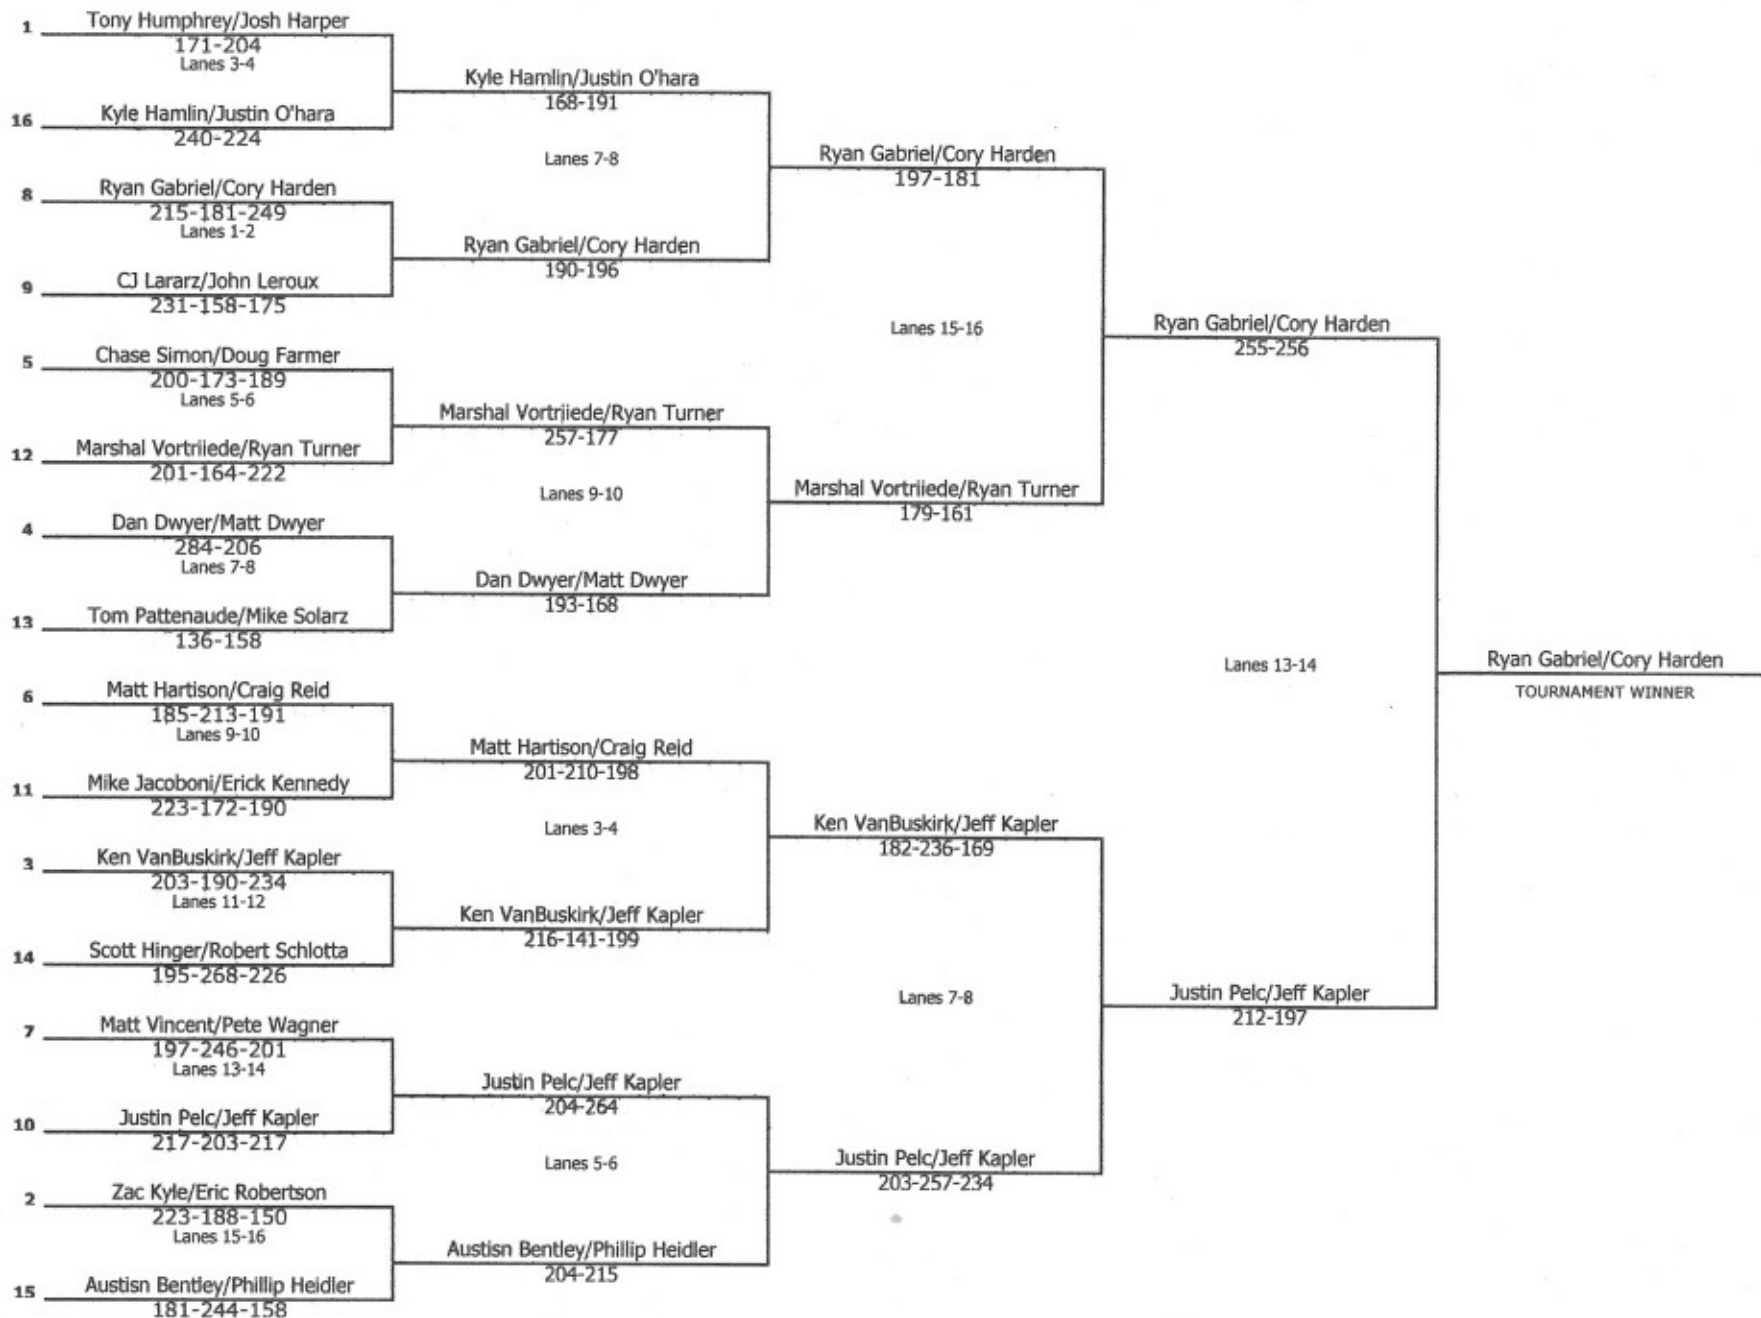 1 Tony Humphrey/Josh Harper
171-204
Lanes 3-4
16 Kyle Hamlin/Justin O'hara
240-224
8 Ryan Gabriel/Cory Harden
215-181-249
Lanes 1-2
9 CJ Lararz/John Leroux
231-158-175
5 Chase Simon/Doug Farmer
200-173-189
Lanes 5-6
12 Marshal Vortriiede/Ryan Turner
201-164-222
4 Dan Dwyer/Matt Dwyer
284-206
Lanes 7-8
13 Tom Pattenaude/Mike Solarz
136-158
6 Matt Hartison/Craig Reid
185-213-191
Lanes 9-10
11 Mike Jacoboni/Erick Kennedy
223-172-190
3 Ken VanBuskirk/Jeff Kapler
203-190-234
Lanes 11-12
14 Scott Hinger/Robert Schlotta
195-268-226
7 Matt Vincent/Pete Wagner
197-246-201
Lanes 13-14
10 Justin Pelc/Jeff Kapler
217-203-217
2 Zac Kyle/Eric Robertson
223-188-150
Lanes 15-16
15 Austisn Bentley/Phillip Heidler
181-244-158
Kyle Hamlin/Justin O'hara
168-191
Lanes 7-8
Ryan Gabriel/Cory Harden
190-196
Marshal Vortriiede/Ryan Turner
257-177
Lanes 9-10
Dan Dwyer/Matt Dwyer
193-168
Matt Hartison/Craig Reid
201-210-198
Lanes 3-4
Ken VanBuskirk/Jeff Kapler
216-141-199
Justin Pelc/Jeff Kapler
204-264
Lanes 5-6
Austisn Bentley/Phillip Heidler
204-215
Ryan Gabriel/Cory Harden
197-181
Lanes 15-16
Marshal Vortriiede/Ryan Turner
179-161
Ken VanBuskirk/Jeff Kapler
182-236-169
Lanes 7-8
Justin Pelc/Jeff Kapler
203-257-234
Ryan Gabriel/Cory Harden
255-256
Lanes 13-14
Justin Pelc/Jeff Kapler
212-197
Ryan Gabriel/Cory Harden
TOURNAMENT WINNER